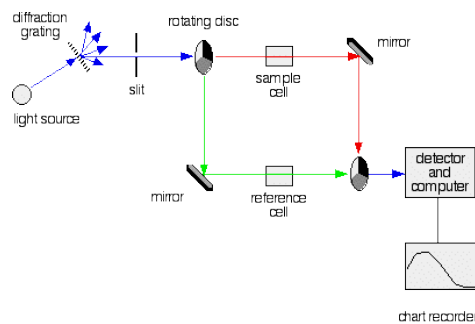 diffraction
grating
rotating disc
mirror
slit
sample
cell
light source
detector
and
computer
mirror
reference
cell
chart recorder